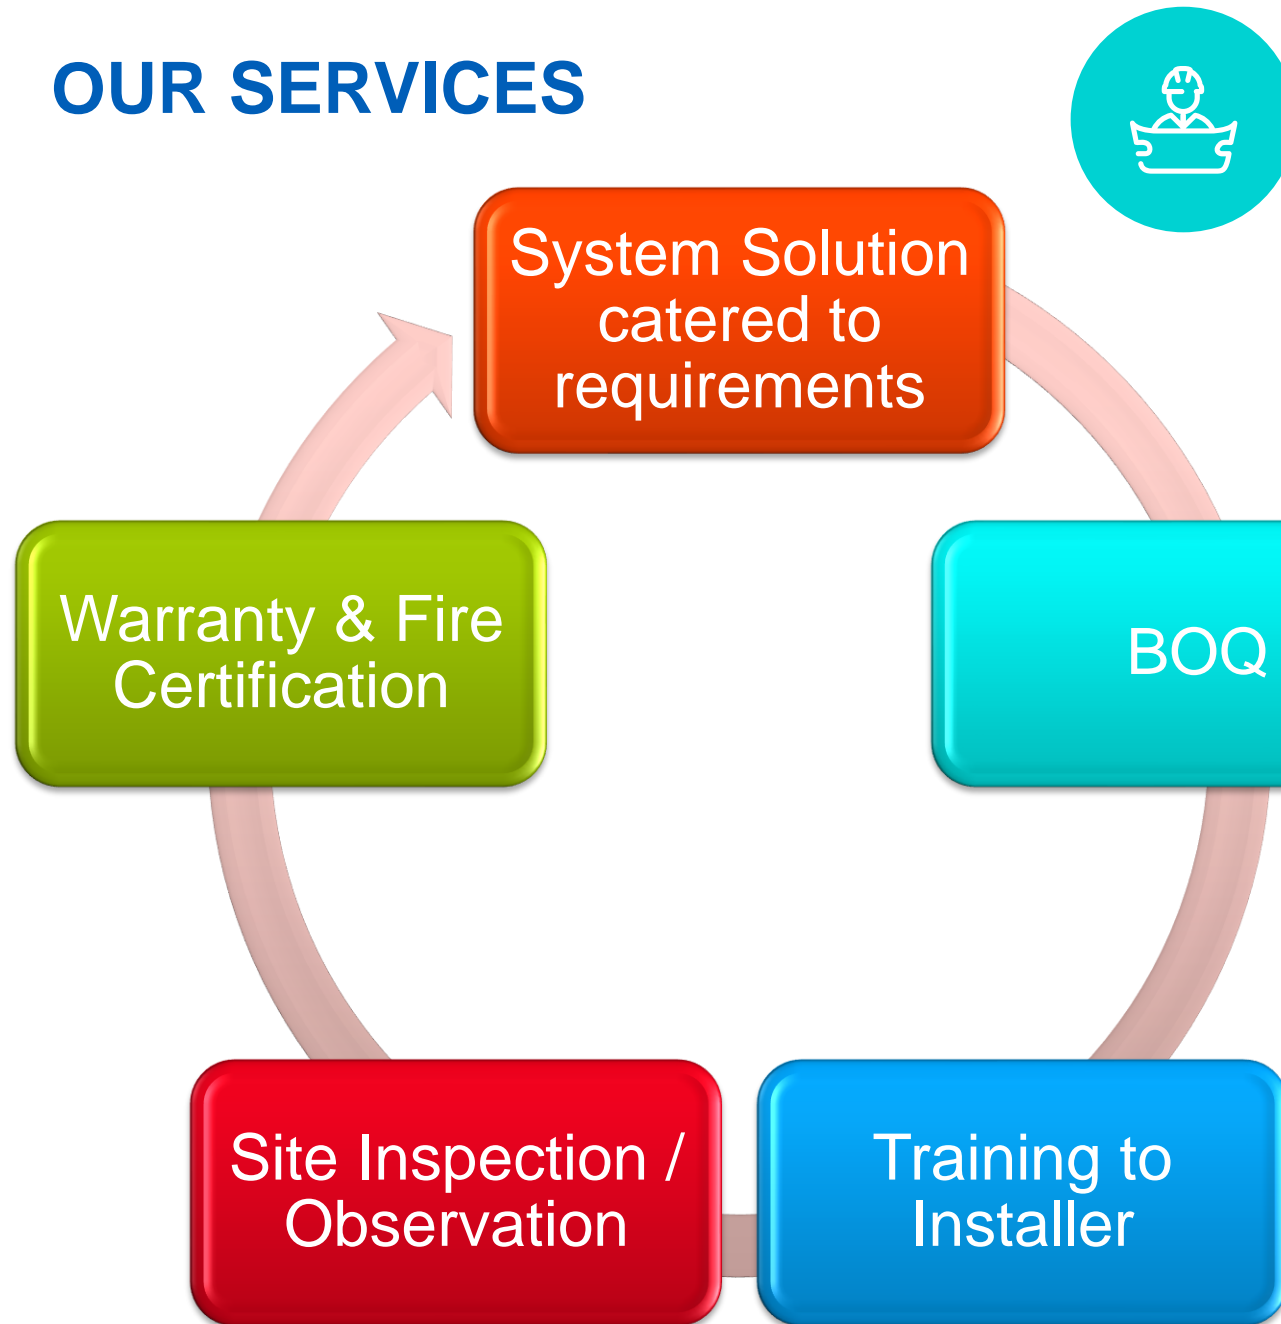 OUR SERVICES
System Solution
catered to
requirements
BOQ
Training to
Installer
Site Inspection /
Observation
Warranty & Fire
Certification